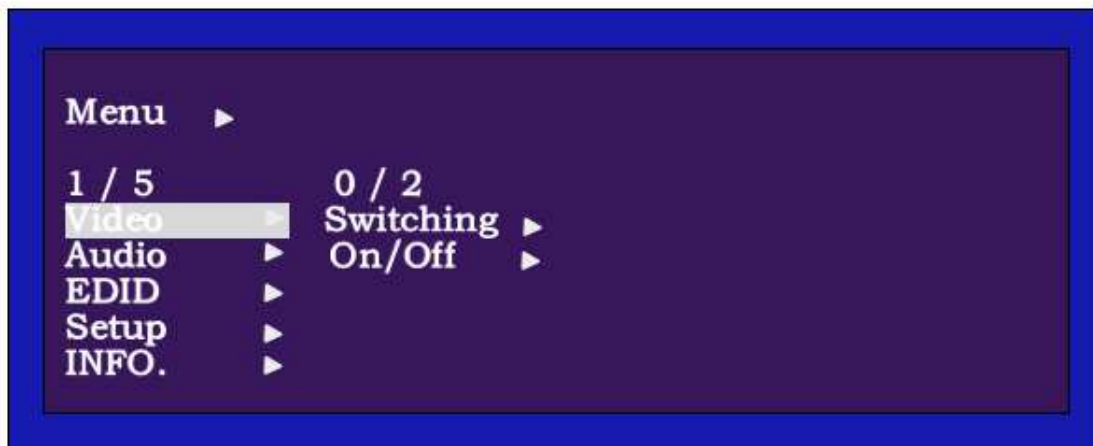 Menu ▶
1 / 5 0 / 2
Video ▶ Switching ▶
Audio ▶ On/Off ▶
EDID ▶
Setup ▶
INFO. ▶